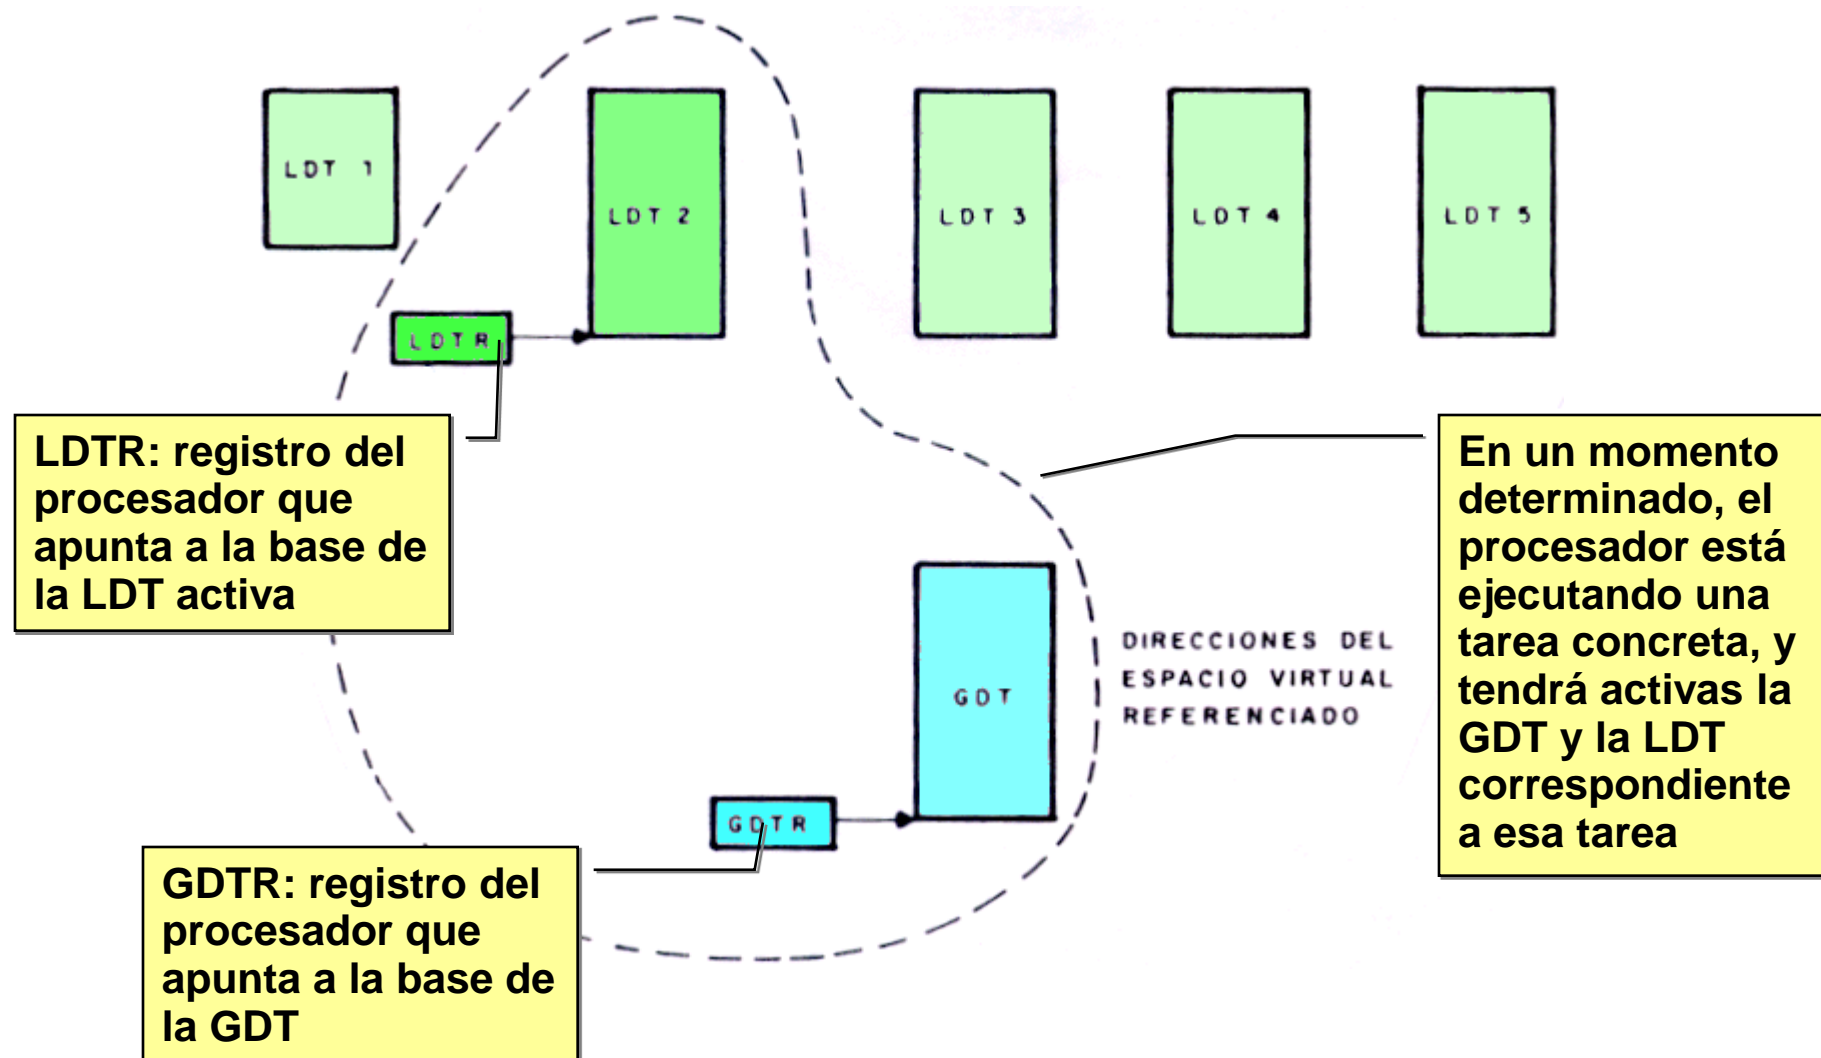 LDT 1
LDT 2
LDT 3
LDT 4
LDT 5
LDTR
LDTR: registro del
procesador que
apunta a la base de
la LDT activa
En un momento
determinado, el
procesador está
ejecutando una
tarea concreta, y
tendrá activas la
GDT y la LDT
correspondiente
a esa tarea
GDT
DIRECCIONES DEL
ESPACIO VIRTUAL
REFERENCIADO
GDTR
GDTR: registro del
procesador que
apunta a la base de
la GDT